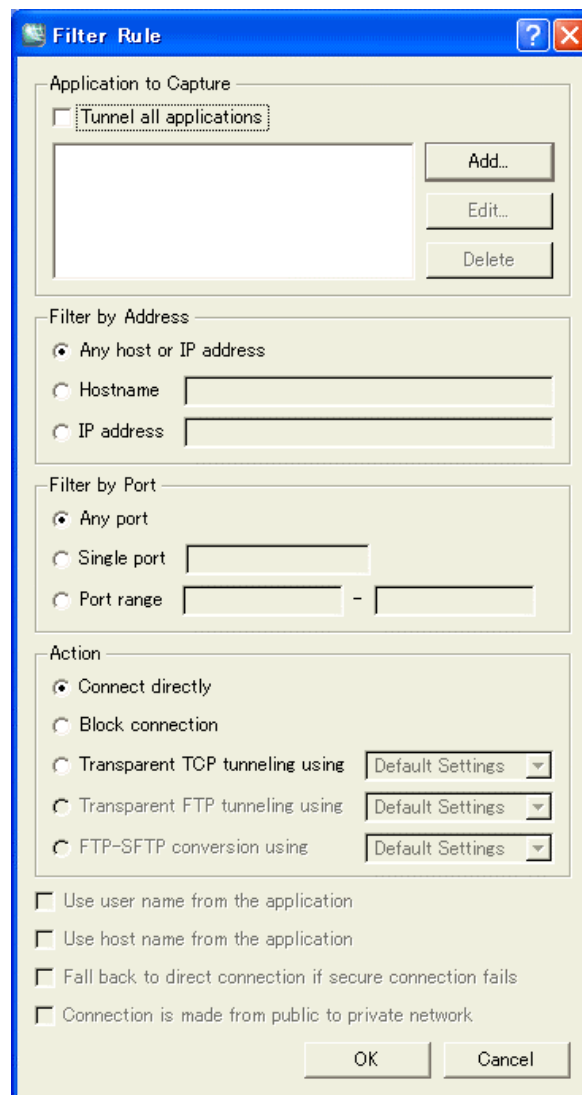 Filter Rule
Application to Capture
Tunnel all applications
Add...
Edit...
Delete
Filter by Address
Any host or IP address
Hostname
IP address
Filter by Port
Any port
Single port
Port range -
Action
Connect directly
Block connection
Transparent TCP tunneling using Default Settings
Transparent FTP tunneling using Default Settings
FTP-SFTP conversion using Default Settings
Use user name from the application
Use host name from the application
Fall back to direct connection if secure connection fails
Connection is made from public to private network
OK Cancel